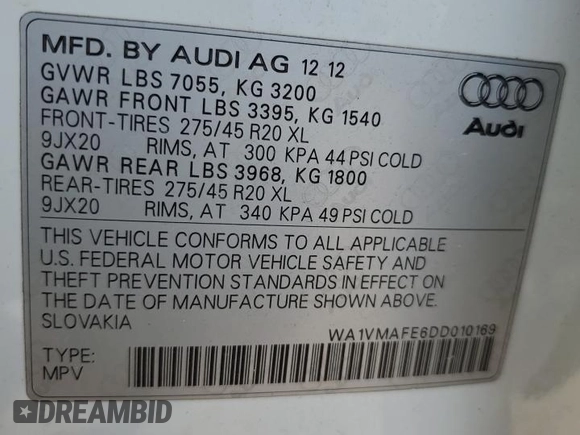 MFD. BY AUDI AG 12 12
GVWR LBS 7055, KG 3200
GAWR FRONT LBS 3395, KG 1540
FRONT-TIRES 275/45 R20 XL
9JX20 RIMS, AT 300 KPA 44 PSI COLD
GAWR REAR LBS 3968, KG 1800
REAR-TIRES 275/45 R20 XL
9JX20 RIMS, AT 340 KPA 49 PSI COLD
Audi
THIS VEHICLE CONFORMS TO ALL APPLICABLE
U.S. FEDERAL MOTOR VEHICLE SAFETY AND
THEFT PREVENTION STANDARDS IN EFFECT ON
THE DATE OF MANUFACTURE SHOWN ABOVE.
SLOVAKIA
WA1VMAFE6DD010169
TYPE:
MPV
DREAMBID